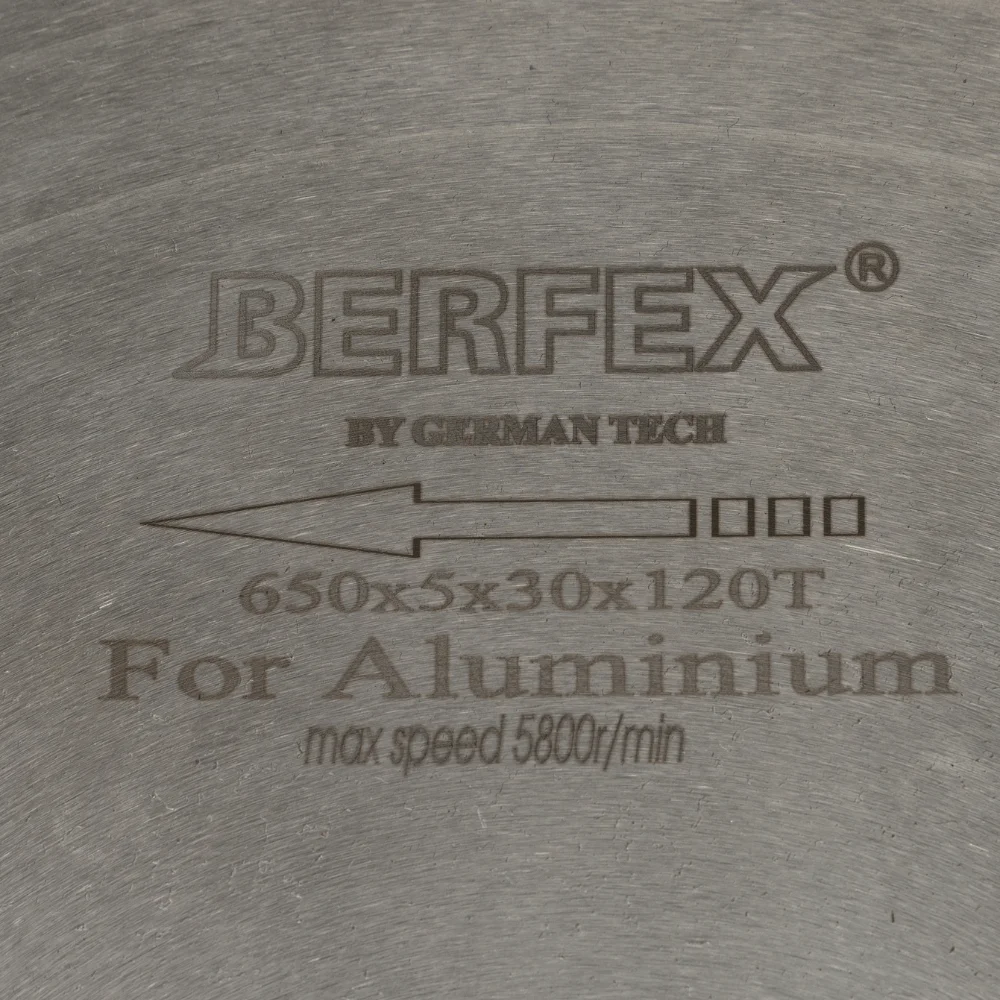 BERFEX®
BY GERMAN TECH
650x5x30x120T
For Aluminium
max speed 5800r/min